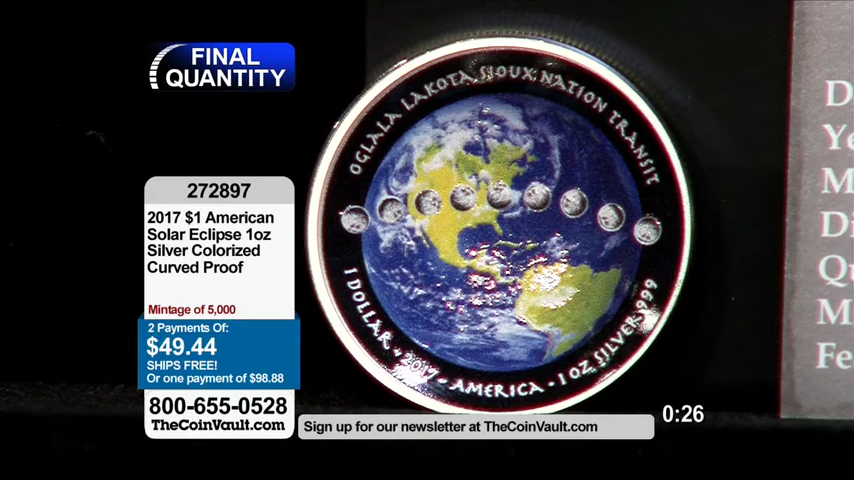 FINAL
QUANTITY
272897
2017 $1 American
Solar Eclipse 1oz
Silver Colorized
Curved Proof
Mintage of 5,000
2 Payments Of:
$49.44
SHIPS FREE!
Or one payment of $98.88
800-655-0528
TheCoinVault.com
Sign up for our newsletter at TheCoinVault.com
0:26
OGLALA LAKOTA SIOUX NATION TRANSIT
1 DOLLAR • 2017 • AMERICA • 1 OZ SILVER 999